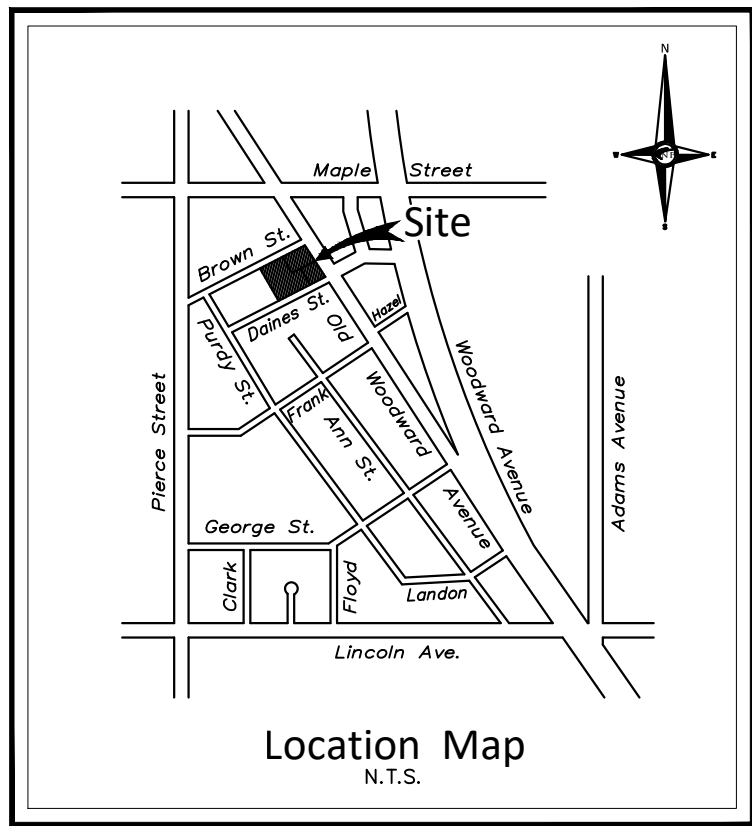 N
W
E
S
Maple Street
Site
Brown St.
Daines St.
Hazel
Old
Woodward
Avenue
Purdy St.
Frank
Ann St.
Woodward Avenue
Pierce Street
Adams Avenue
George St.
Clark
Floyd
Landon
Lincoln Ave.
Location Map
N.T.S.